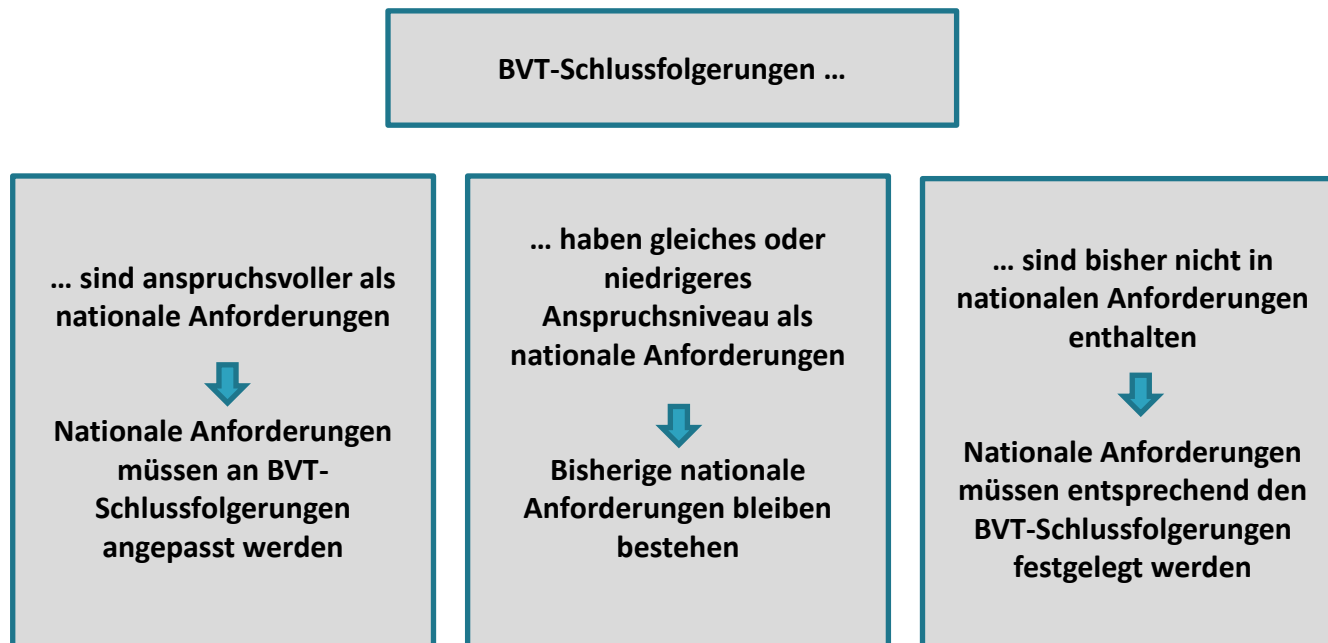 BVT-Schlussfolgerungen …
… sind anspruchsvoller als
nationale Anforderungen
Nationale Anforderungen
müssen an BVT-
Schlussfolgerungen
angepasst werden
… haben gleiches oder
niedrigeres
Anspruchsniveau als
nationale Anforderungen
Bisherige nationale
Anforderungen bleiben
bestehen
… sind bisher nicht in
nationalen Anforderungen
enthalten
Nationale Anforderungen
müssen entsprechend den
BVT-Schlussfolgerungen
festgelegt werden